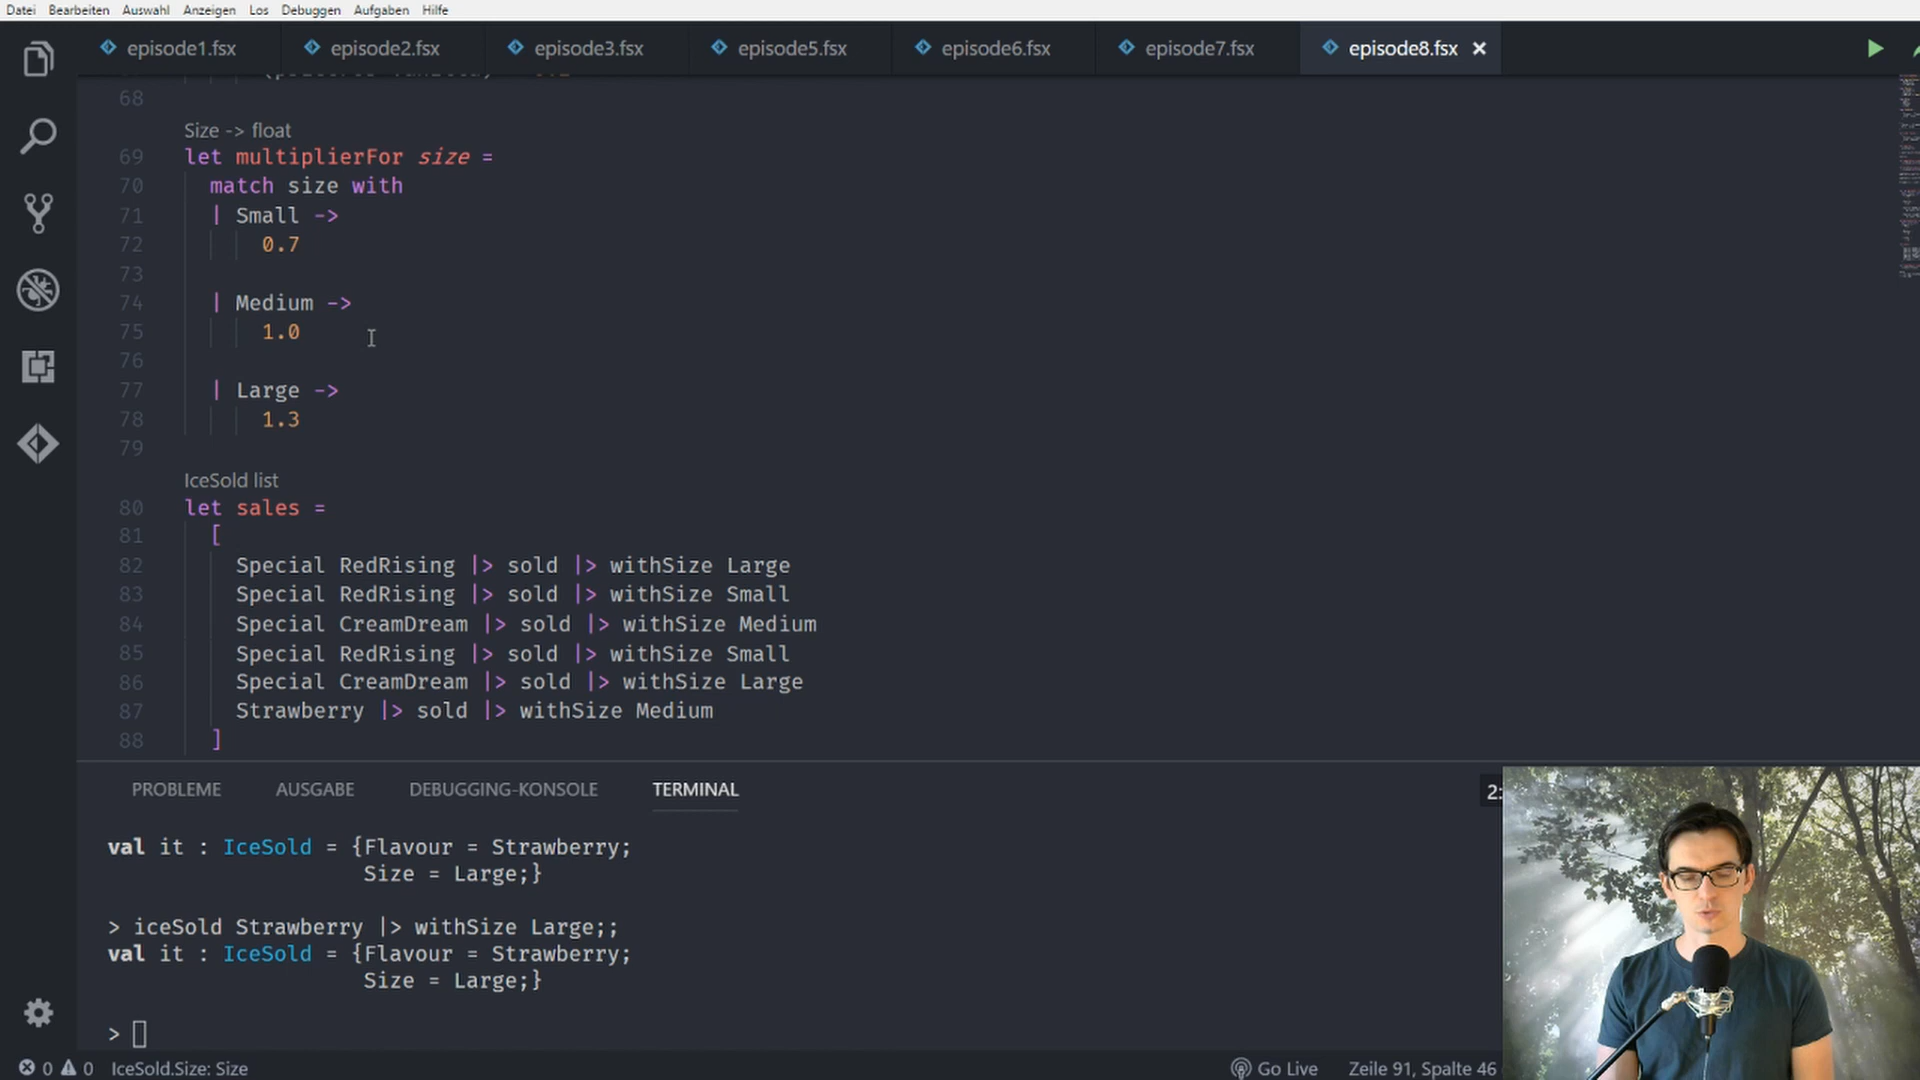 Datei Bearbeiten Auswahl Anzeigen Los Debuggen Aufgaben Hilfe
episode1.fsx episode2.fsx episode3.fsx episode5.fsx episode6.fsx episode7.fsx episode8.fsx
68
Size -> float
69 let multiplierFor size =
70 match size with
71 | Small ->
72 0.7
73
74 | Medium ->
75 1.0
76
77 | Large ->
78 1.3
79
IceSold list
80 let sales =
81 [
82 Special RedRising |> sold |> withSize Large
83 Special RedRising |> sold |> withSize Small
84 Special CreamDream |> sold |> withSize Medium
85 Special RedRising |> sold |> withSize Small
86 Special CreamDream |> sold |> withSize Large
87 Strawberry |> sold |> withSize Medium
88 ]
PROBLEME AUSGABE DEBUGGING-KONSOLE TERMINAL 2:
val it : IceSold = {Flavour = Strawberry;
Size = Large;}
> iceSold Strawberry |> withSize Large;;
val it : IceSold = {Flavour = Strawberry;
Size = Large;}
>
0 0 IceSold.Size: Size Go Live Zeile 91, Spalte 46